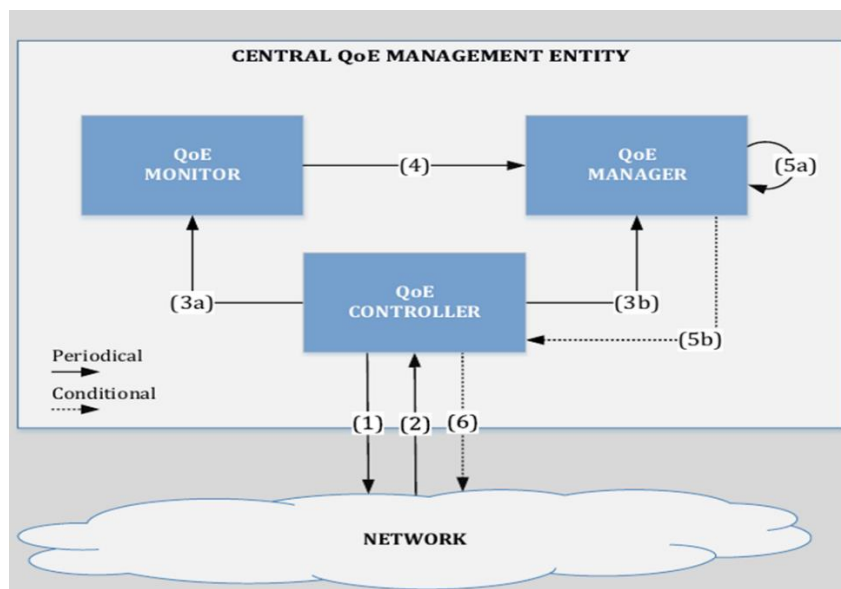 CENTRAL QoE MANAGEMENT ENTITY
QoE
MONITOR
(4)
QoE
MANAGER
(5a)
(3a)
QoE
CONTROLLER
(3b)
(5b)
Periodical
Conditional
(1)
(2)
(6)
NETWORK